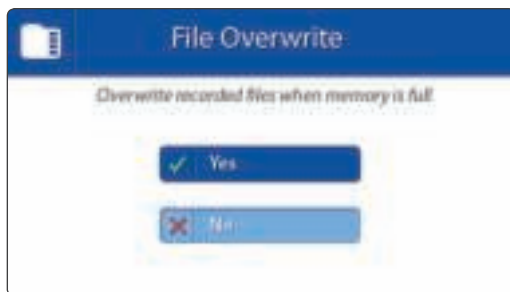 File Overwrite
Overwrite recorded files when memory is full
Yes
No